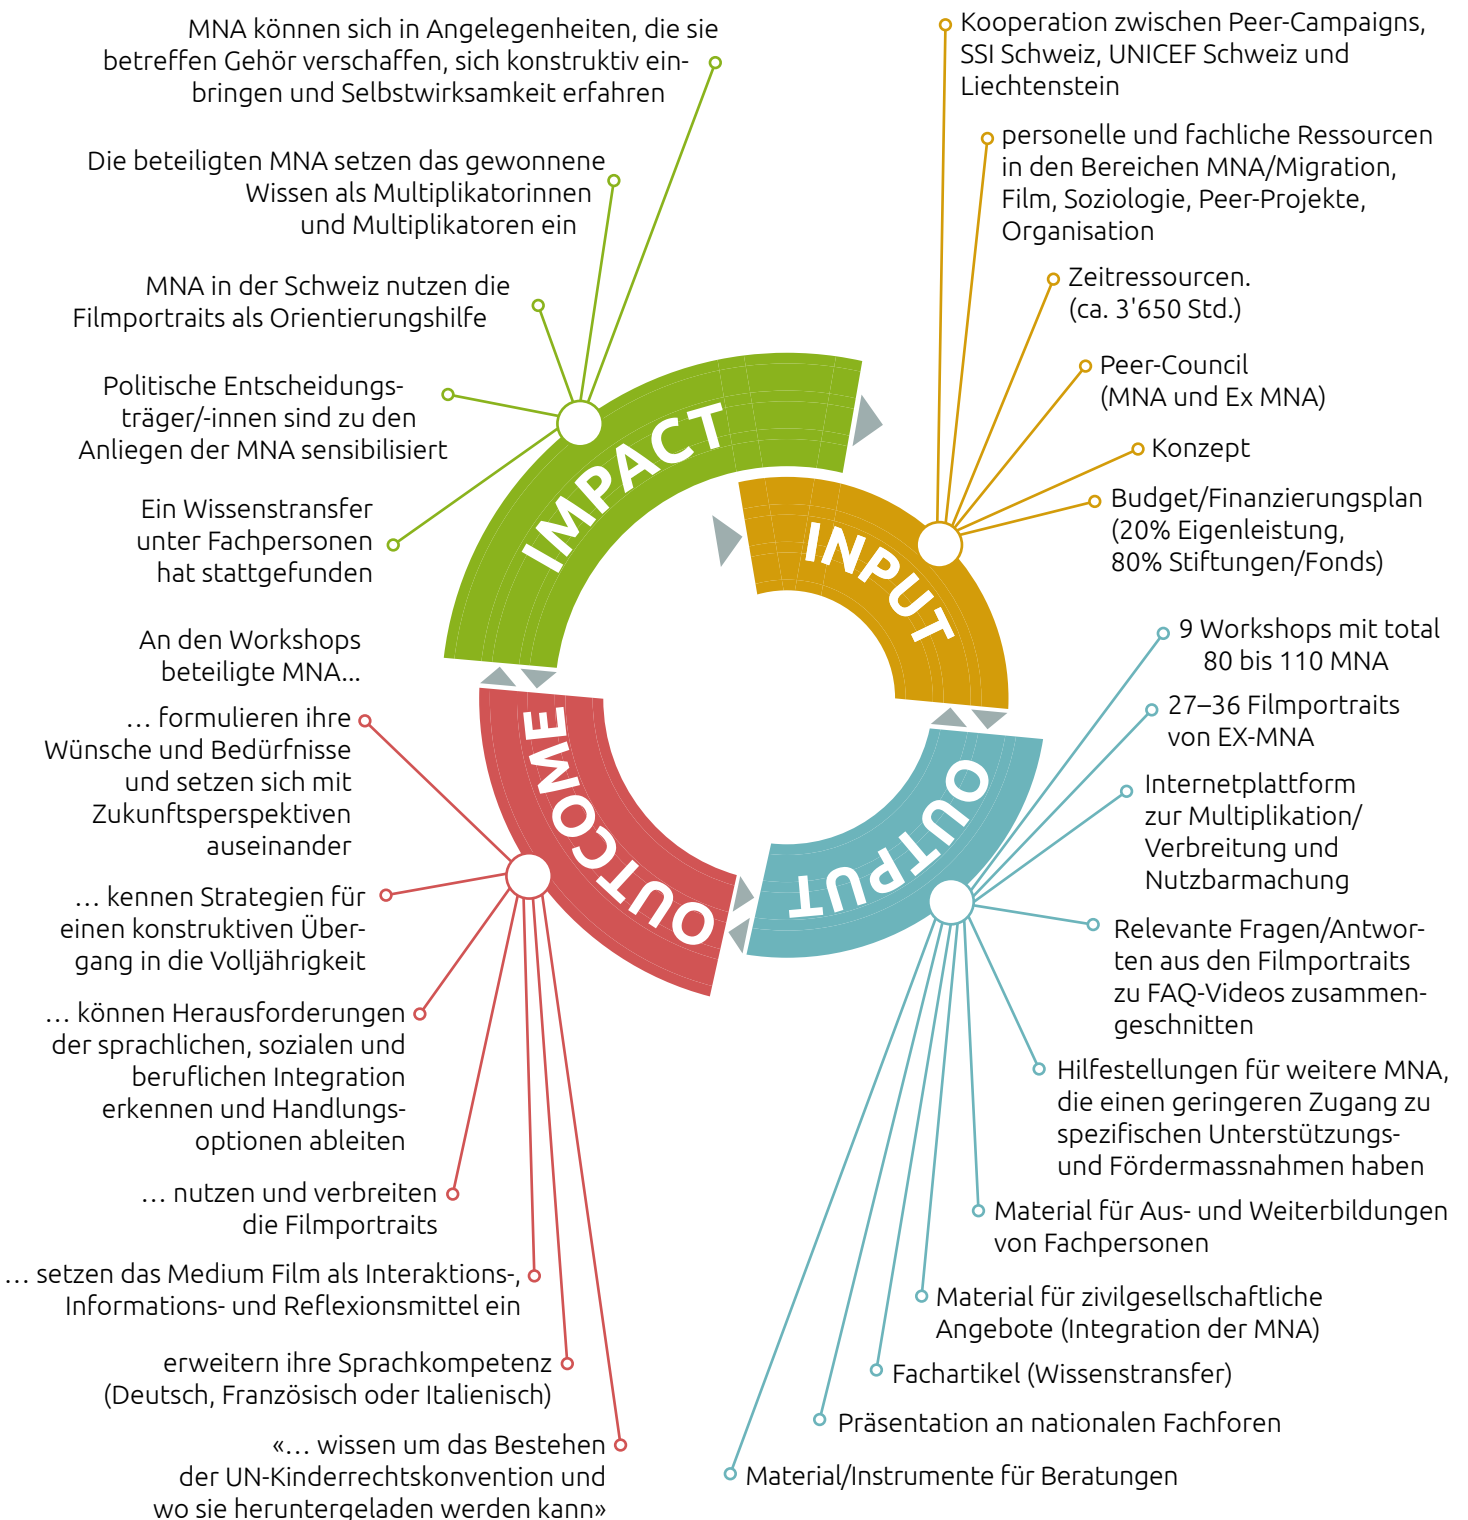 MNA können sich in Angelegenheiten, die sie
betreffen Gehör verschaffen, sich konstruktiv ein-
bringen und Selbstwirksamkeit erfahren
Die beteiligten MNA setzen das gewonnene
Wissen als Multiplikatorinnen
und Multiplikatoren ein
MNA in der Schweiz nutzen die
Filmportraits als Orientierungshilfe
Politische Entscheidungs-
träger/-innen sind zu den
Anliegen der MNA sensibilisiert
Ein Wissenstransfer
unter Fachpersonen
hat stattgefunden
IMPACT
Kooperation zwischen Peer-Campaigns,
SSI Schweiz, UNICEF Schweiz und
Liechtenstein
personelle und fachliche Ressourcen
in den Bereichen MNA/Migration,
Film, Soziologie, Peer-Projekte,
Organisation
Zeitressourcen.
(ca. 3'650 Std.)
Peer-Council
(MNA und Ex MNA)
Konzept
Budget/Finanzierungsplan
(20% Eigenleistung,
80% Stiftungen/Fonds)
INPUT
9 Workshops mit total
80 bis 110 MNA
27–36 Filmportraits
von EX-MNA
Internetplattform
zur Multiplikation/
Verbreitung und
Nutzbarmachung
Relevante Fragen/Antwor-
ten aus den Filmportraits
zu FAQ-Videos zusammen-
geschnitten
Hilfestellungen für weitere MNA,
die einen geringeren Zugang zu
spezifischen Unterstützungs-
und Fördermassnahmen haben
Material für Aus- und Weiterbildungen
von Fachpersonen
Material für zivilgesellschaftliche
Angebote (Integration der MNA)
Fachartikel (Wissenstransfer)
Präsentation an nationalen Fachforen
Material/Instrumente für Beratungen
OUTPUT
An den Workshops
beteiligte MNA...
… formulieren ihre
Wünsche und Bedürfnisse
und setzen sich mit
Zukunftsperspektiven
auseinander
… kennen Strategien für
einen konstruktiven Über-
gang in die Volljährigkeit
… können Herausforderungen
der sprachlichen, sozialen und
beruflichen Integration
erkennen und Handlungs-
optionen ableiten
… nutzen und verbreiten
die Filmportraits
… setzen das Medium Film als Interaktions-,
Informations- und Reflexionsmittel ein
erweitern ihre Sprachkompetenz
(Deutsch, Französisch oder Italienisch)
«… wissen um das Bestehen
der UN-Kinderrechtskonvention und
wo sie heruntergeladen werden kann»
OUTCOME